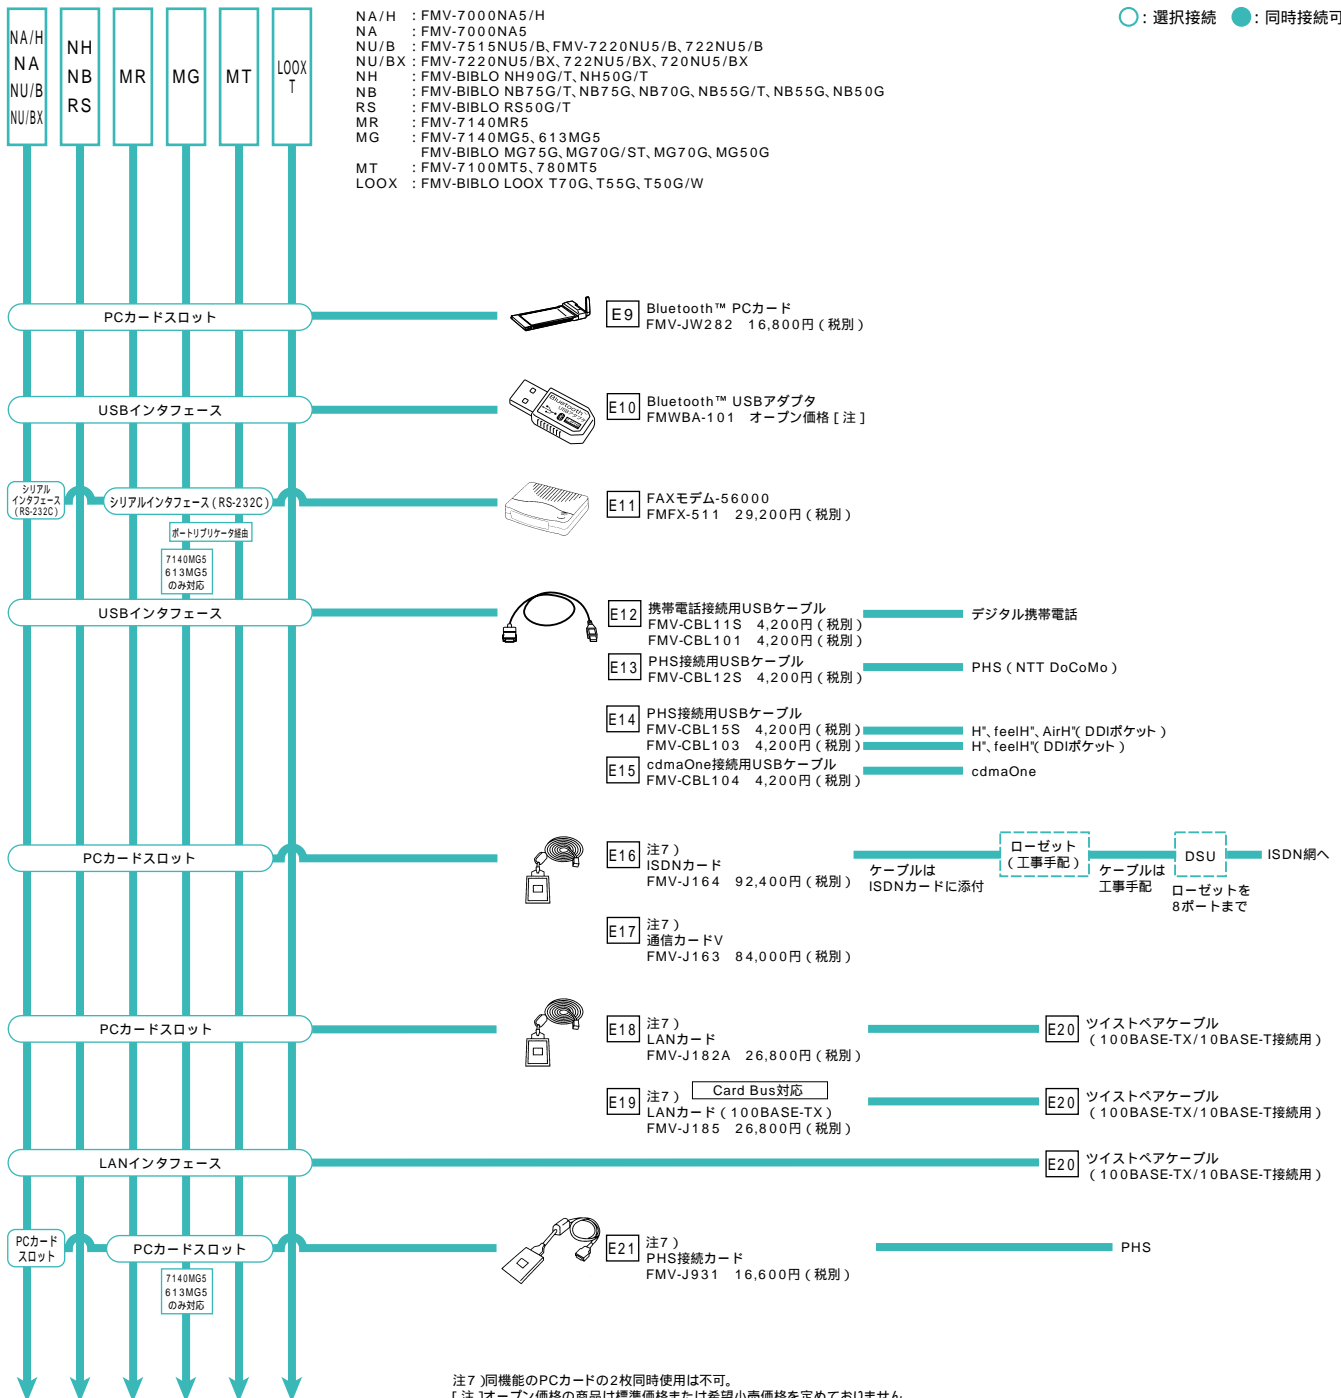 ○：選択接続　●：同時接続可
NA/H
NA
NU/B
NU/BX
NH
NB
RS
MR
MG
MT
LOOX
T
NA/H：FMV-7000NA5/H
NA：FMV-7000NA5
NU/B：FMV-7515NU5/B、FMV-7220NU5/B、722NU5/B
NU/BX：FMV-7220NU5/BX、722NU5/BX、720NU5/BX
NH：FMV-BIBLO NH90G/T、NH50G/T
NB：FMV-BIBLO NB75G/T、NB75G、NB70G、NB55G/T、NB55G、NB50G
RS：FMV-BIBLO RS50G/T
MR：FMV-7140MR5
MG：FMV-7140MG5、613MG5
FMV-BIBLO MG75G、MG70G/ST、MG70G、MG50G
MT：FMV-7100MT5、780MT5
LOOX：FMV-BIBLO LOOX T70G、T55G、T50G/W
PCカードスロット
E9 Bluetooth™ PCカード
FMV-JW282　16,800円（税別）
USBインタフェース
E10 Bluetooth™ USBアダプタ
FMWBA-101　オープン価格［注］
シリアル
インタフェース
(RS-232C)
シリアルインタフェース（RS-232C）
ポートリプリケータ経由
7140MG5
613MG5
のみ対応
E11 FAXモデム-56000
FMFX-511　29,200円（税別）
USBインタフェース
E12 携帯電話接続用USBケーブル
FMV-CBL11S　4,200円（税別）
FMV-CBL101　4,200円（税別）
デジタル携帯電話
E13 PHS接続用USBケーブル
FMV-CBL12S　4,200円（税別）
PHS（NTT DoCoMo）
E14 PHS接続用USBケーブル
FMV-CBL15S　4,200円（税別）
H"、feelH"、AirH"（DDIポケット）
FMV-CBL103　4,200円（税別）
H"、feelH"（DDIポケット）
E15 cdmaOne接続用USBケーブル
FMV-CBL104　4,200円（税別）
cdmaOne
PCカードスロット
E16 注7）
ISDNカード
FMV-J164　92,400円（税別）
ケーブルは
ISDNカードに添付
ローゼット
（工事手配）
ケーブルは
工事手配
DSU
ローゼットを
8ポートまで
ISDN網へ
E17 注7）
通信カードV
FMV-J163　84,000円（税別）
PCカードスロット
E18 注7）
LANカード
FMV-J182A　26,800円（税別）
E20 ツイストペアケーブル
（100BASE-TX/10BASE-T接続用）
E19 注7） Card Bus対応
LANカード（100BASE-TX）
FMV-J185　26,800円（税別）
E20 ツイストペアケーブル
（100BASE-TX/10BASE-T接続用）
LANインタフェース
E20 ツイストペアケーブル
（100BASE-TX/10BASE-T接続用）
PCカード
スロット
PCカードスロット
7140MG5
613MG5
のみ対応
E21 注7）
PHS接続カード
FMV-J931　16,600円（税別）
PHS
注7）同機能のPCカードの2枚同時使用は不可。
［注］オープン価格の商品は標準価格または希望小売価格を定めておりません。